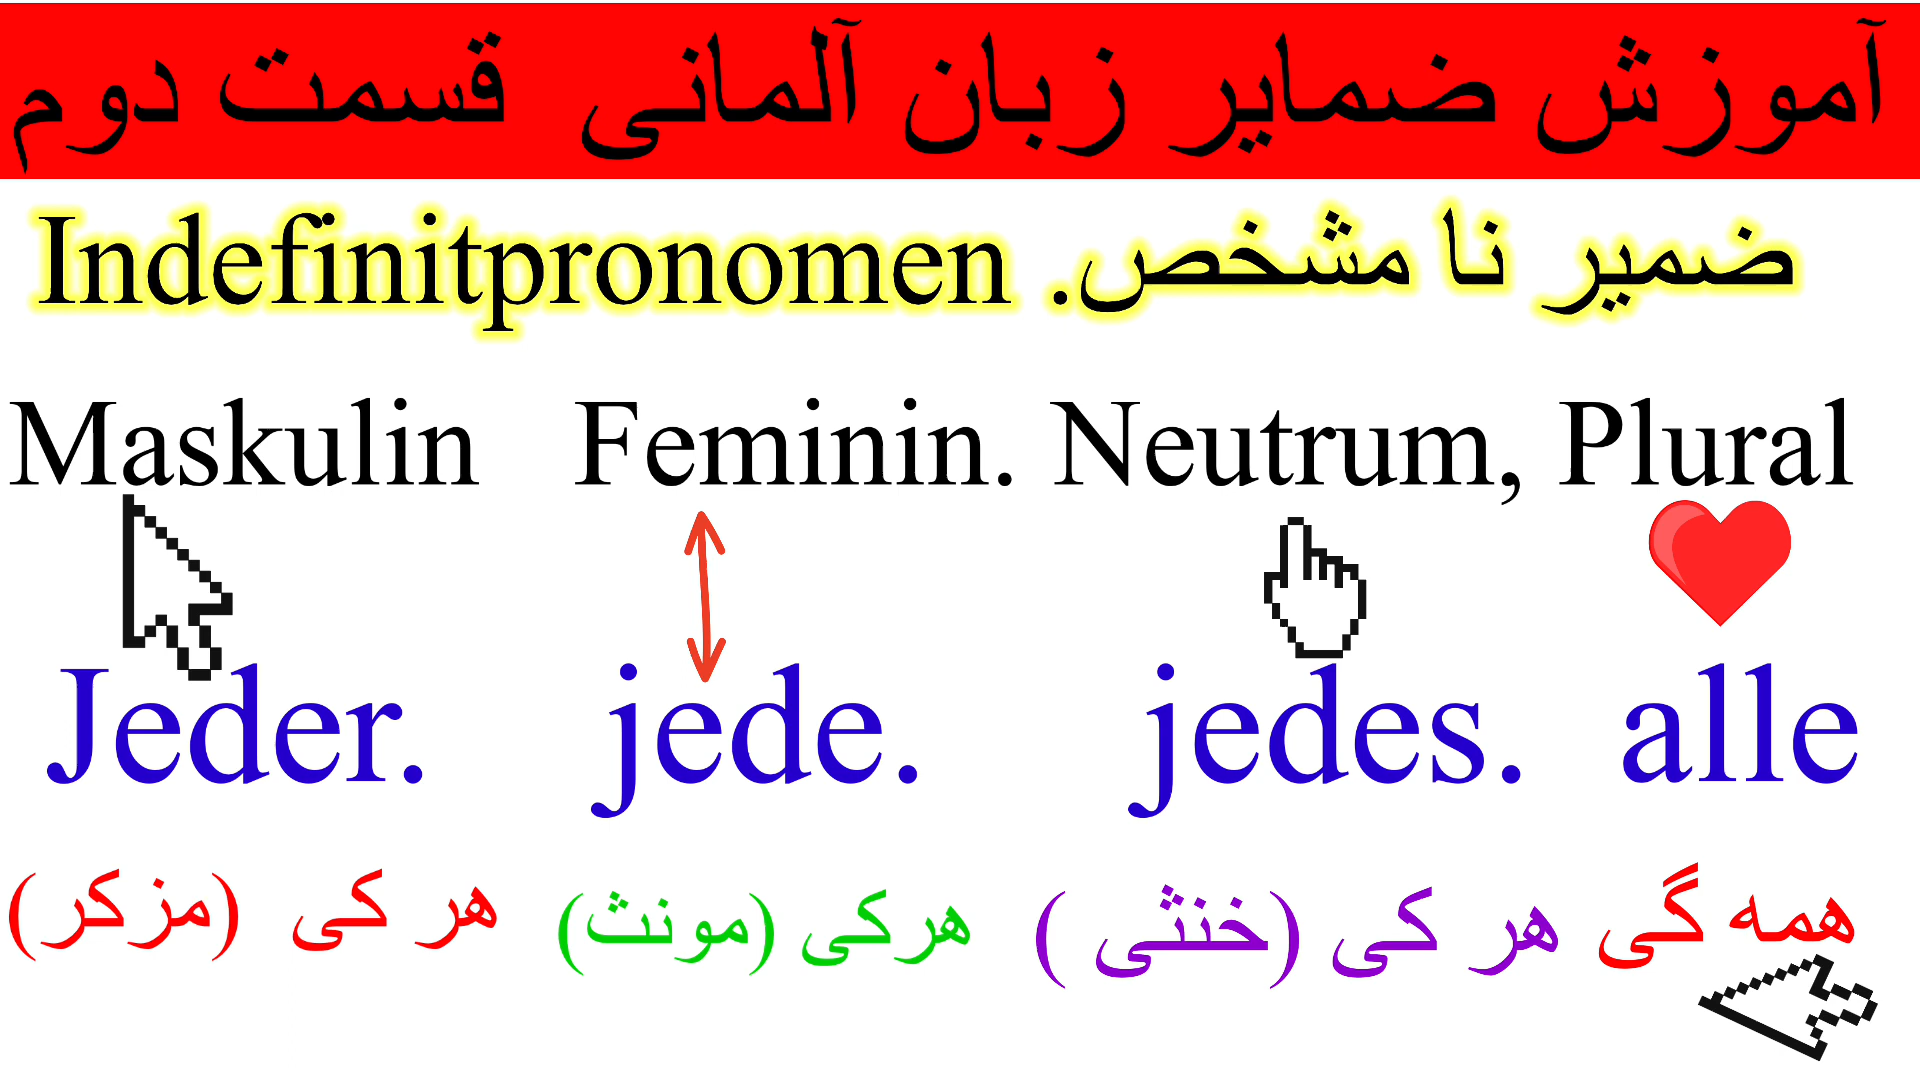 آموزش ضمایر زبان آلمانی قسمت دوم
Indefinitpronomen .ضمیر نا مشخص
Maskulin Feminin. Neutrum, Plural
Jeder. jede. jedes. alle
هر کی (مزکر) هرکی (مونث) هر کی (خنثی ) همه گی